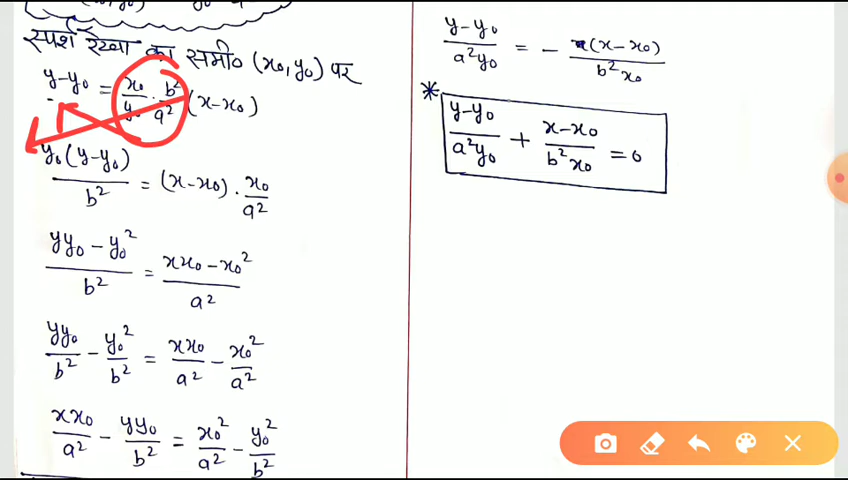 स्पर्श रेखा का समी० (x₀,y₀) पर
y-y₀ = x₀/y₀ · b²/a² (x-x₀)
y₀(y-y₀)/b² = (x-x₀) · x₀/a²
(yy₀ - y₀²)/b² = (xx₀ - x₀²)/a²
yy₀/b² - y₀²/b² = xx₀/a² - x₀²/a²
xx₀/a² - yy₀/b² = x₀²/a² - y₀²/b²
(y-y₀)/(a²y₀) = - (x-x₀)/(b²x₀)
* (y-y₀)/(a²y₀) + (x-x₀)/(b²x₀) = 0